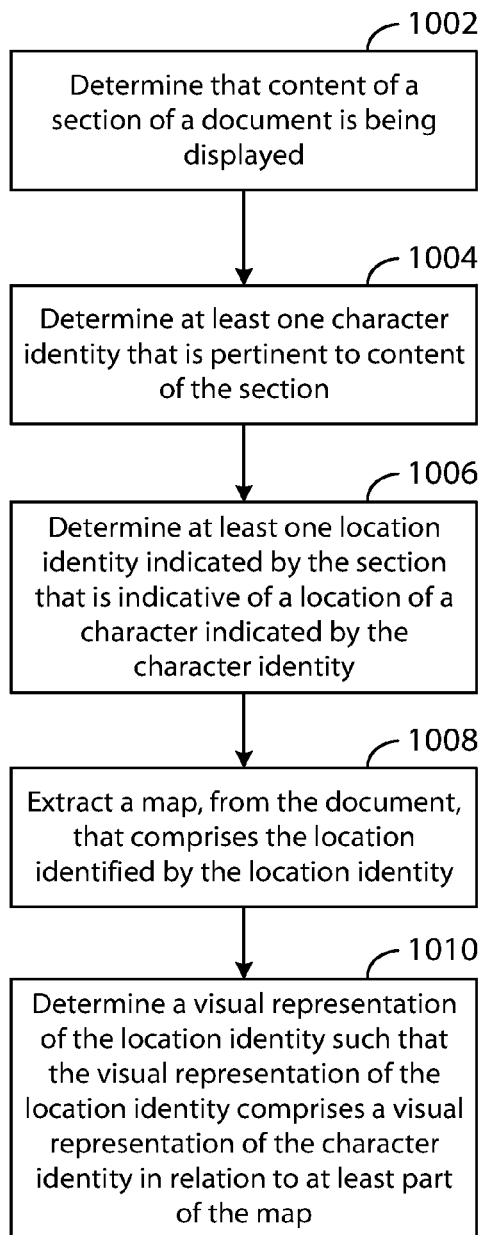 1002
Determine that content of a
section of a document is being
displayed
1004
Determine at least one character
identity that is pertinent to content
of the section
1006
Determine at least one location
identity indicated by the section
that is indicative of a location of a
character indicated by the
character identity
1008
Extract a map, from the document,
that comprises the location
identified by the location identity
1010
Determine a visual representation
of the location identity such that
the visual representation of the
location identity comprises a visual
representation of the character
identity in relation to at least part
of the map